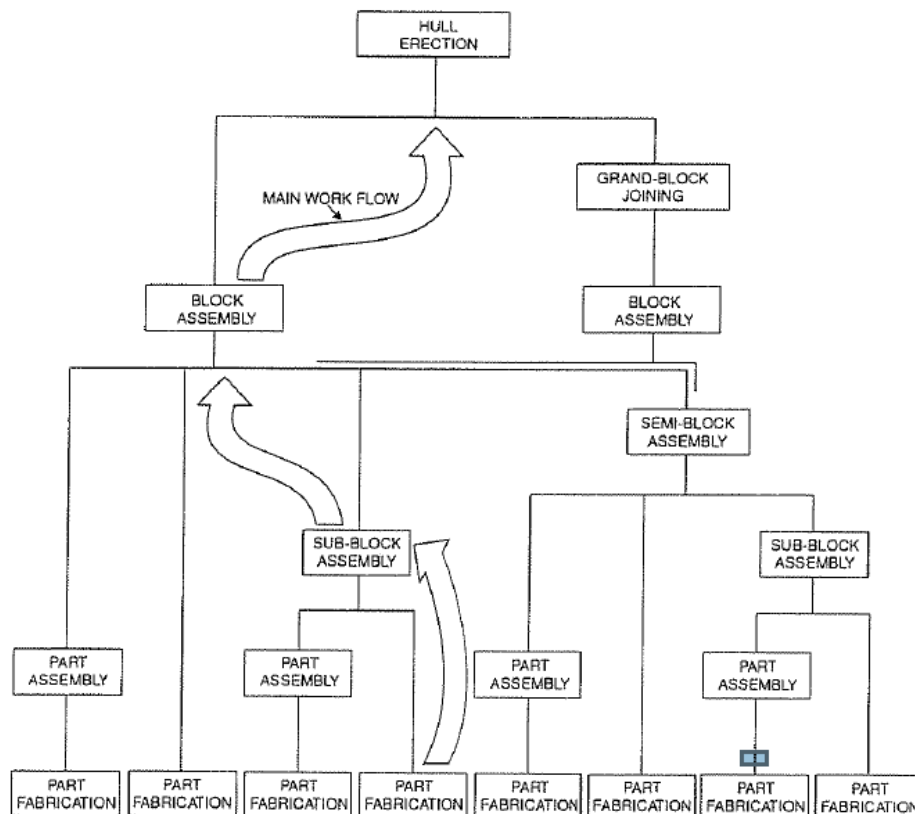 HULL
ERECTION
MAIN WORK FLOW
GRAND-BLOCK
JOINING
BLOCK
ASSEMBLY
BLOCK
ASSEMBLY
SEMI-BLOCK
ASSEMBLY
SUB-BLOCK
ASSEMBLY
SUB-BLOCK
ASSEMBLY
PART
ASSEMBLY
PART
ASSEMBLY
PART
ASSEMBLY
PART
ASSEMBLY
PART
FABRICATION
PART
FABRICATION
PART
FABRICATION
PART
FABRICATION
PART
FABRICATION
PART
FABRICATION
PART
FABRICATION
PART
FABRICATION